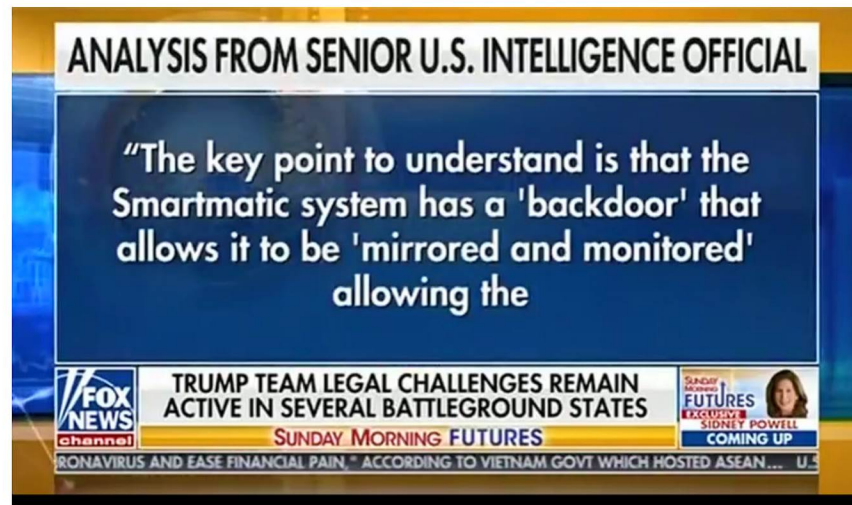 ANALYSIS FROM SENIOR U.S. INTELLIGENCE OFFICIAL
“The key point to understand is that the
Smartmatic system has a 'backdoor' that
allows it to be 'mirrored and monitored'
allowing the
FOX
NEWS
channel
TRUMP TEAM LEGAL CHALLENGES REMAIN
ACTIVE IN SEVERAL BATTLEGROUND STATES
SUNDAY MORNING FUTURES
SUNDAY
MORNING
FUTURES
EXCLUSIVE
SIDNEY POWELL
COMING UP
RONAVIRUS AND EASE FINANCIAL PAIN," ACCORDING TO VIETNAM GOVT WHICH HOSTED ASEAN... U.S